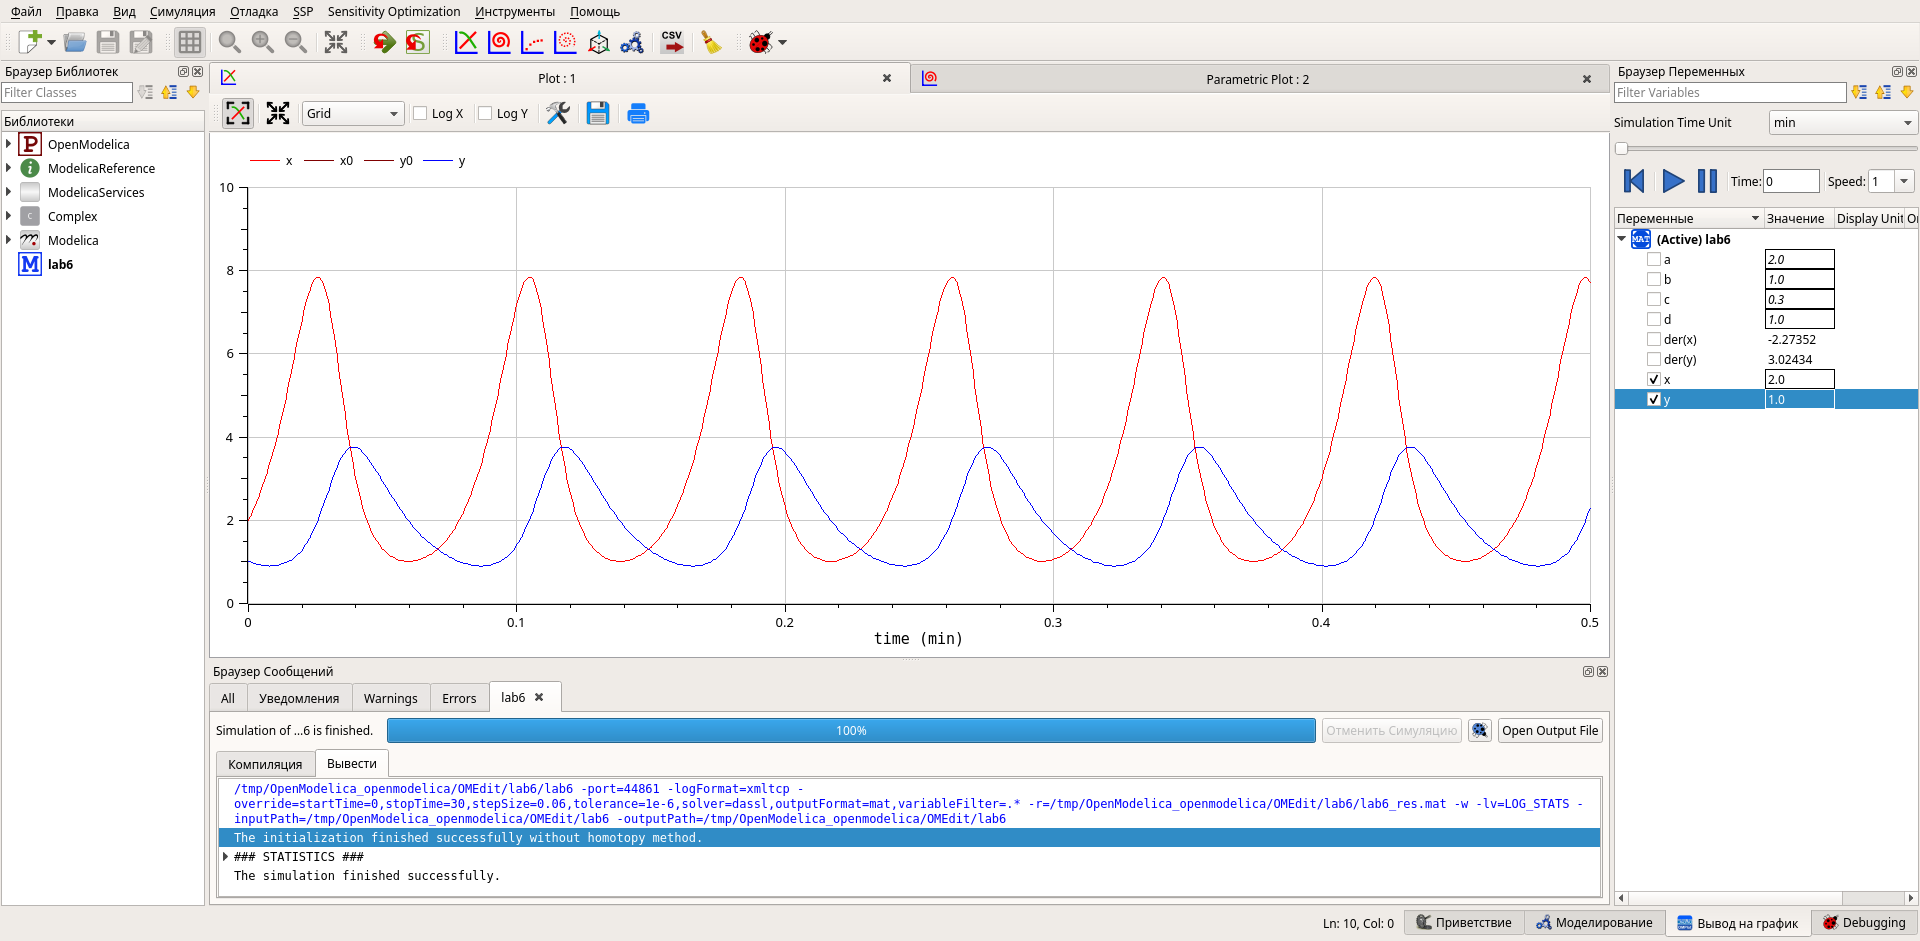 Файл Правка Вид Симуляция Отладка SSP Sensitivity Optimization Инструменты Помощь
CSV
Браузер Библиотек
Filter Classes
Библиотеки
P OpenModelica
i ModelicaReference
ModelicaServices
C Complex
m Modelica
M lab6
Plot : 1
Parametric Plot : 2
Grid Log X Log Y
x x0 y0 y
10
8
6
4
2
0
0 0.1 0.2 0.3 0.4 0.5
time (min)
Браузер Сообщений
All Уведомления Warnings Errors lab6
Simulation of ...6 is finished. 100% Отменить Симуляцию Open Output File
Компиляция Вывести
/tmp/OpenModelica_openmodelica/OMEdit/lab6/lab6 -port=44861 -logFormat=xmltcp -
override=startTime=0,stopTime=30,stepSize=0.06,tolerance=1e-6,solver=dassl,outputFormat=mat,variableFilter=.* -r=/tmp/OpenModelica_openmodelica/OMEdit/lab6/lab6_res.mat -w -lv=LOG_STATS -
inputPath=/tmp/OpenModelica_openmodelica/OMEdit/lab6 -outputPath=/tmp/OpenModelica_openmodelica/OMEdit/lab6
The initialization finished successfully without homotopy method.
### STATISTICS ###
The simulation finished successfully.
Браузер Переменных
Filter Variables
Simulation Time Unit min
Time: 0 Speed: 1
Переменные Значение Display Unit
MAT (Active) lab6
a 2.0
b 1.0
c 0.3
d 1.0
der(x) -2.27352
der(y) 3.02434
x 2.0
y 1.0
Ln: 10, Col: 0 Приветствие Моделирование Вывод на график Debugging